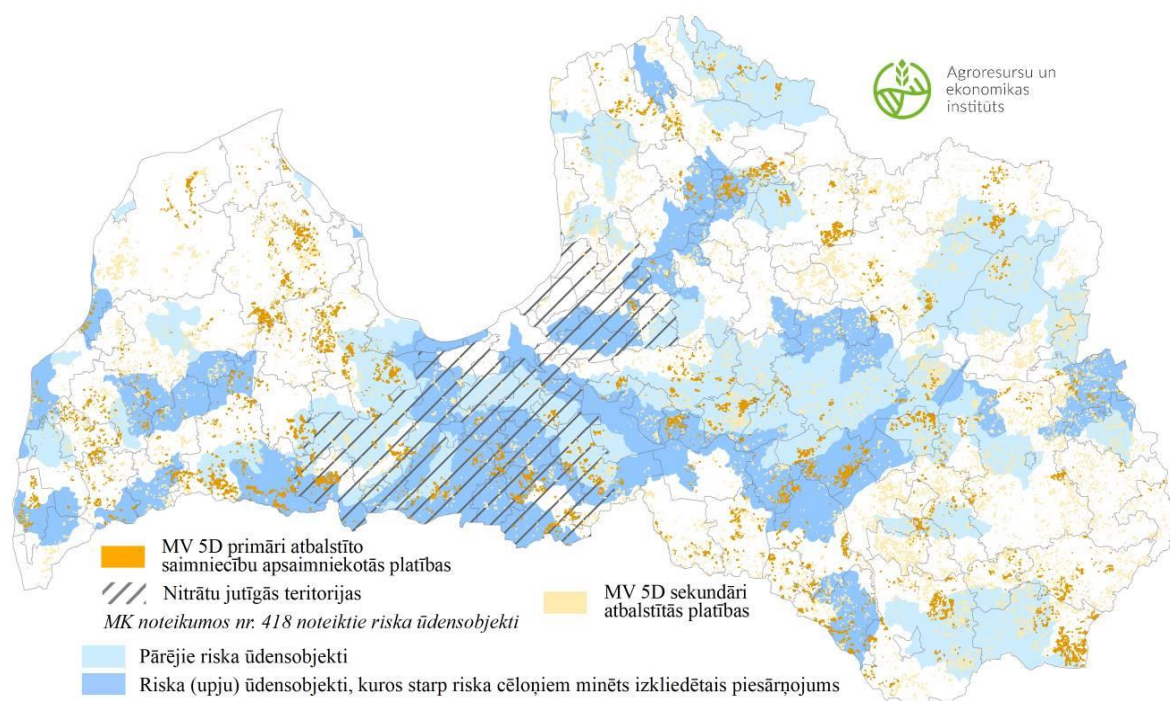 Agroresursu un
ekonomikas
institūts
MV 5D primāri atbalstīto
saimniecību apsaimniekotās platības
Nitrātu jutīgās teritorijas
MV 5D sekundāri
atbalstītās platības
MK noteikumos nr. 418 noteiktie riska ūdensobjekti
Pārējie riska ūdensobjekti
Riska (upju) ūdensobjekti, kuros starp riska cēloņiem minēts izkliedētais piesārņojums